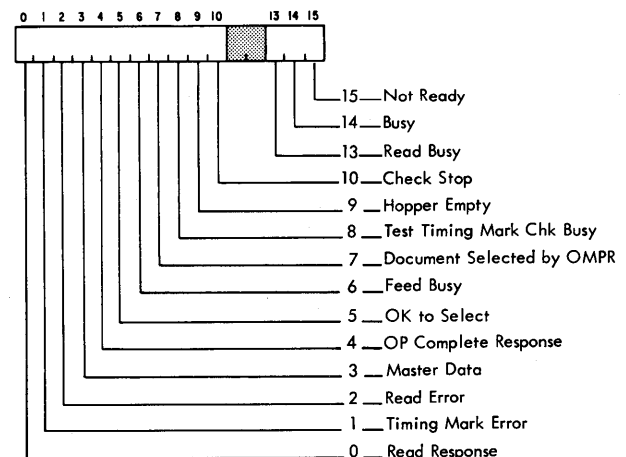 0 1 2 3 4 5 6 7 8 9 10 13 14 15
15 Not Ready
14 Busy
13 Read Busy
10 Check Stop
9 Hopper Empty
8 Test Timing Mark Chk Busy
7 Document Selected by OMPR
6 Feed Busy
5 OK to Select
4 OP Complete Response
3 Master Data
2 Read Error
1 Timing Mark Error
0 Read Response